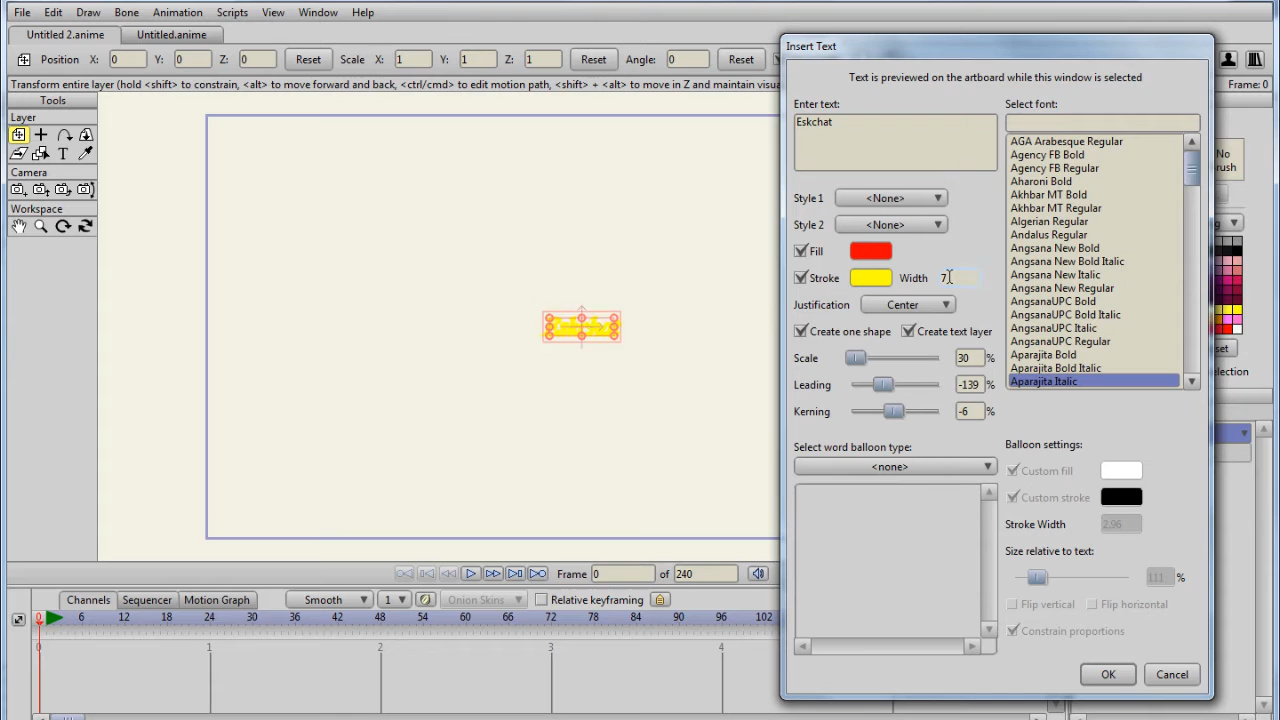 File Edit Draw Bone Animation Scripts View Window Help
Untitled 2.anime Untitled.anime
Position X: 0 Y: 0 Z: 0 Reset Scale X: 1 Y: 1 Z: 1 Reset Angle: 0 Reset
Transform entire layer (hold <shift> to constrain, <alt> to move forward and back, <ctrl/cmd> to edit motion path, <shift> + <alt> to move in Z and maintain visua
Frame: 0
Tools
Layer
Camera
Workspace
Insert Text
Text is previewed on the artboard while this window is selected
Enter text:
Eskchat
Select font:
AGA Arabesque Regular
Agency FB Bold
Agency FB Regular
Aharoni Bold
Akhbar MT Bold
Akhbar MT Regular
Algerian Regular
Andalus Regular
Angsana New Bold
Angsana New Bold Italic
Angsana New Italic
Angsana New Regular
AngsanaUPC Bold
AngsanaUPC Bold Italic
AngsanaUPC Italic
AngsanaUPC Regular
Aparajita Bold
Aparajita Bold Italic
Aparajita Italic
Style 1 <None>
Style 2 <None>
Fill
Stroke Width 7
Justification Center
Create one shape Create text layer
Scale 30 %
Leading -139 %
Kerning -6 %
Select word balloon type:
<none>
Balloon settings:
Custom fill
Custom stroke
Stroke Width 2.96
Size relative to text:
111 %
Flip vertical Flip horizontal
Constrain proportions
OK Cancel
No
Frame 0 of 240
Channels Sequencer Motion Graph Smooth 1 Onion Skins Relative keyframing
0 6 12 18 24 30 36 42 48 54 60 66 72 78 84 90 96 102
0 1 2 3 4